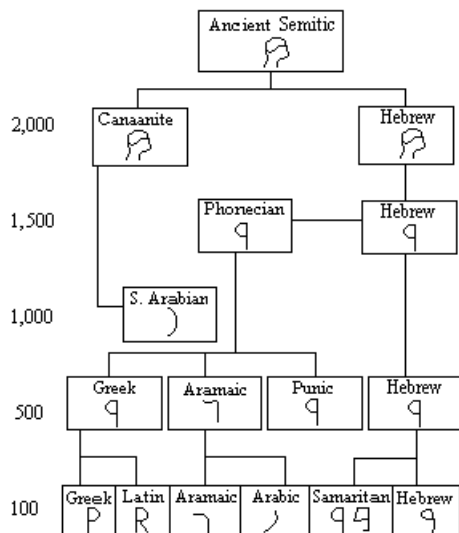 Ancient Semitic
2,000
Canaanite
Hebrew
1,500
Phonecian
Hebrew
1,000
S. Arabian
500
Greek
Aramaic
Punic
Hebrew
100
Greek
Latin
Aramaic
Arabic
Samaritan
Hebrew